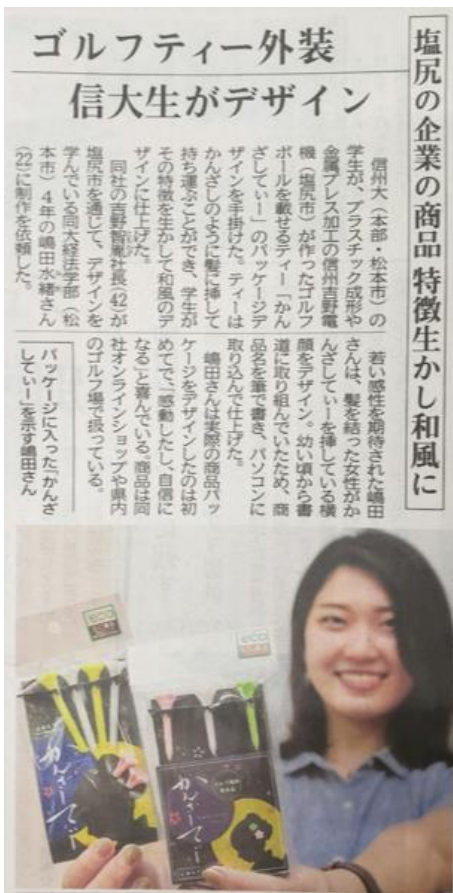 塩尻の企業の商品 特徴生かし和風に
ゴルフティー外装
信大生がデザイン
信州大(本部・松本市)の
学生が、プラスチック成形や
金属プレス加工の信州吉野電
機(塩尻市)が作ったゴルフ
ボールを載せるティー「かん
ざしてぃー」のパッケージデ
ザインを手掛けた。ティーは
かんざしのように髪に挿して
持ち運ぶことができ、学生が
その特徴を生かして和風のデ
ザインに仕上げた。
同社の吉野智胤社長(42)が
塩尻市を通じて、デザインを
学んでいる同大経法学部(松
本市)4年の嶋田水緒さん
(22)に制作を依頼した。
若い感性を期待された嶋田
さんは、髪を結った女性がか
んざしてぃーを挿している横
顔をデザイン。幼い頃から書
道に取り組んでいたため、商
品名を筆で書き、パソコンに
取り込んで仕上げた。
嶋田さんは実際の商品パッ
ケージをデザインしたのは初
めてで、「感動したし、自信に
なる」と喜んでいる。商品は同
社オンラインショップや県内
のゴルフ場で扱っている。
パッケージに入った「かんざ
してぃー」を示す嶋田さん
eco
かんざしてぃー
eco
かんざしてぃー